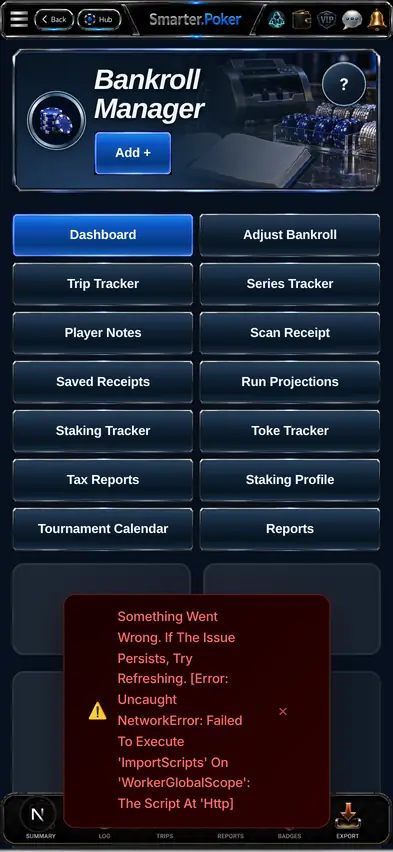 Back
Hub
Smarter.Poker
VIP
Bankroll
Manager
?
Add +
Dashboard
Adjust Bankroll
Trip Tracker
Series Tracker
Player Notes
Scan Receipt
Saved Receipts
Run Projections
Staking Tracker
Toke Tracker
Tax Reports
Staking Profile
Tournament Calendar
Reports
Something Went
Wrong. If The Issue
Persists, Try
Refreshing. [Error:
Uncaught
NetworkError: Failed
To Execute
'ImportScripts' On
'WorkerGlobalScope':
The Script At 'Http]
×
N
SUMMARY
LOG
TRIPS
REPORTS
BADGES
EXPORT